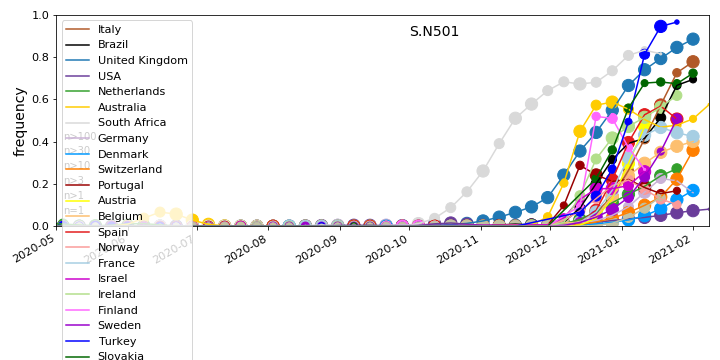 S.N501
frequency
1.0
0.8
0.6
0.4
0.2
0.0
Italy
Brazil
United Kingdom
USA
Netherlands
Australia
South Africa
Germany
Denmark
Switzerland
Portugal
Austria
Belgium
Spain
Norway
France
Israel
Ireland
Finland
Sweden
Turkey
Slovakia
n>100
n>30
n>10
n>3
n>1
n=1
2020-05
2020-06
2020-07
2020-08
2020-09
2020-10
2020-11
2020-12
2021-01
2021-02